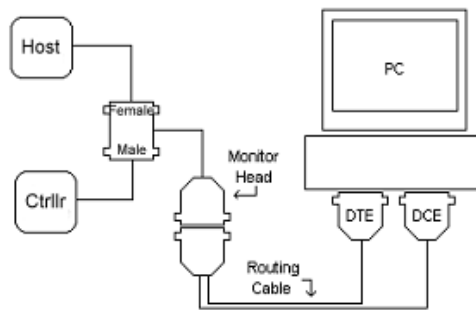 Host
PC
Female
Male
Monitor
Head
Ctrllr
DTE
DCE
Routing
Cable